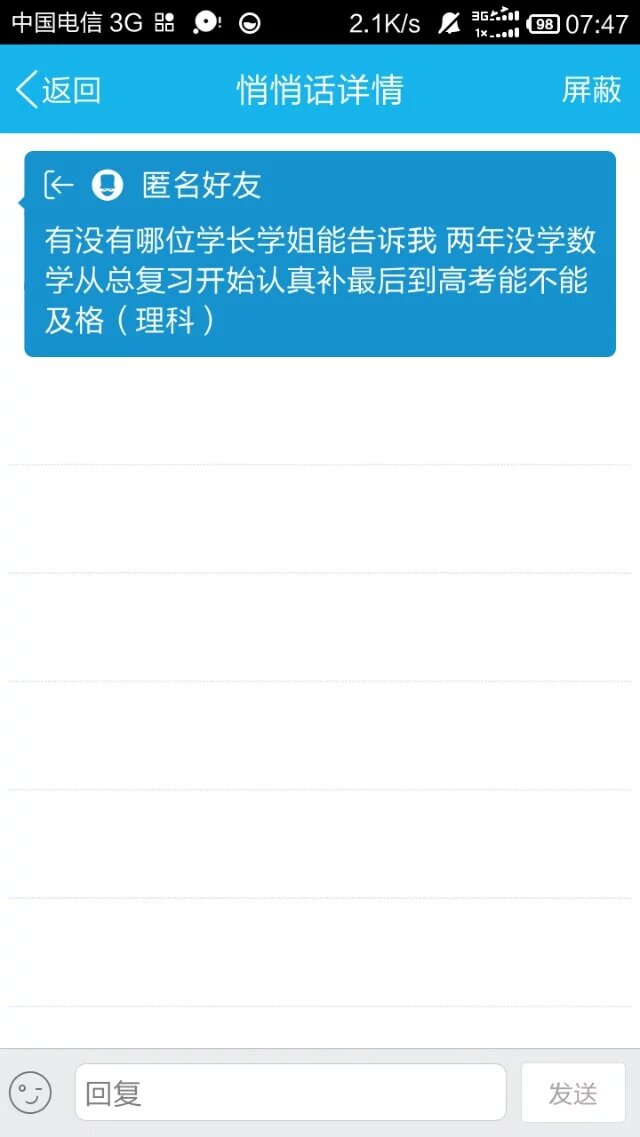 中国电信 3G 2.1K/s 3G 1x 98 07:47
返回 悄悄话详情 屏蔽
匿名好友
有没有哪位学长学姐能告诉我 两年没学数
学从总复习开始认真补最后到高考能不能
及格（理科）
回复 发送